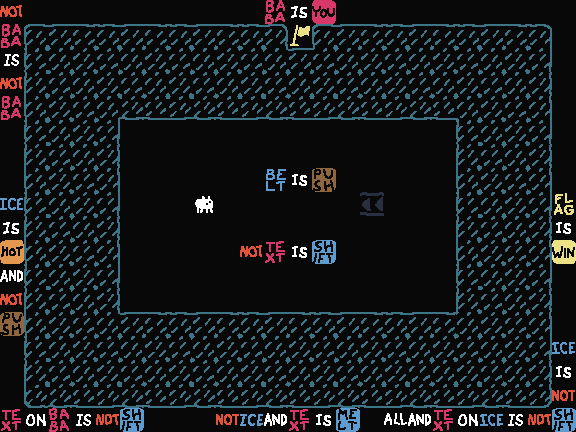 BABA IS YOU
NOT
BABA
IS
NOT
BABA
BELT IS PUSH
ICE
IS
HOT
AND
NOT
PUSH
NOT TEXT IS SHIFT
FLAG
IS
WIN
ICE
IS
NOT
TEXT ON BABA IS NOT SHIFT
NOT ICE AND TEXT IS MELT
ALL AND TEXT ON ICE IS NOT SHIFT